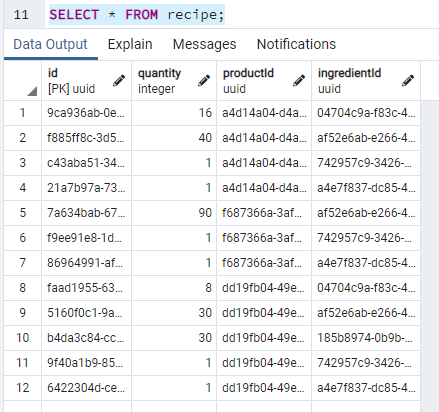 11 SELECT * FROM recipe;
Data Output Explain Messages Notifications
id quantity productId ingredientId
[PK] uuid integer uuid uuid
1 9ca936ab-0e... 16 a4d14a04-d4a... 04704c9a-f83c-4...
2 f885ff8c-3d5... 40 a4d14a04-d4a... af52e6ab-e266-4...
3 c43aba51-34... 1 a4d14a04-d4a... 742957c9-3426-...
4 21a7b97a-73... 1 a4d14a04-d4a... a4e7f837-dc85-4...
5 7a634bab-67... 90 f687366a-3af... af52e6ab-e266-4...
6 f9ee91e8-1d... 1 f687366a-3af... 742957c9-3426-...
7 86964991-af... 1 f687366a-3af... a4e7f837-dc85-4...
8 faad1955-63... 8 dd19fb04-49e... 04704c9a-f83c-4...
9 5160f0c1-9a... 30 dd19fb04-49e... af52e6ab-e266-4...
10 b4da3c84-cc... 30 dd19fb04-49e... 185b8974-0b9b-...
11 9f40a1b9-85... 1 dd19fb04-49e... 742957c9-3426-...
12 6422304d-ce... 1 dd19fb04-49e... a4e7f837-dc85-4...